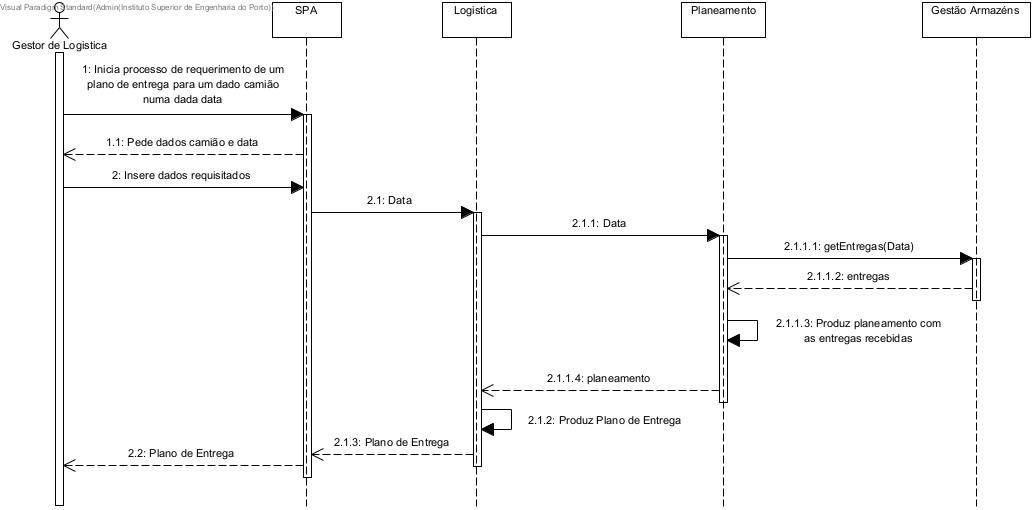 Visual Paradigm Standard(Admin(Instituto Superior de Engenharia do Porto)
SPA
Logistica
Planeamento
Gestão Armazéns
Gestor de Logistica
1: Inicia processo de requerimento de um
plano de entrega para um dado camião
numa dada data
1.1: Pede dados camião e data
2: Insere dados requisitados
2.1: Data
2.1.1: Data
2.1.1.1: getEntregas(Data)
2.1.1.2: entregas
2.1.1.3: Produz planeamento com
as entregas recebidas
2.1.1.4: planeamento
2.1.2: Produz Plano de Entrega
2.1.3: Plano de Entrega
2.2: Plano de Entrega